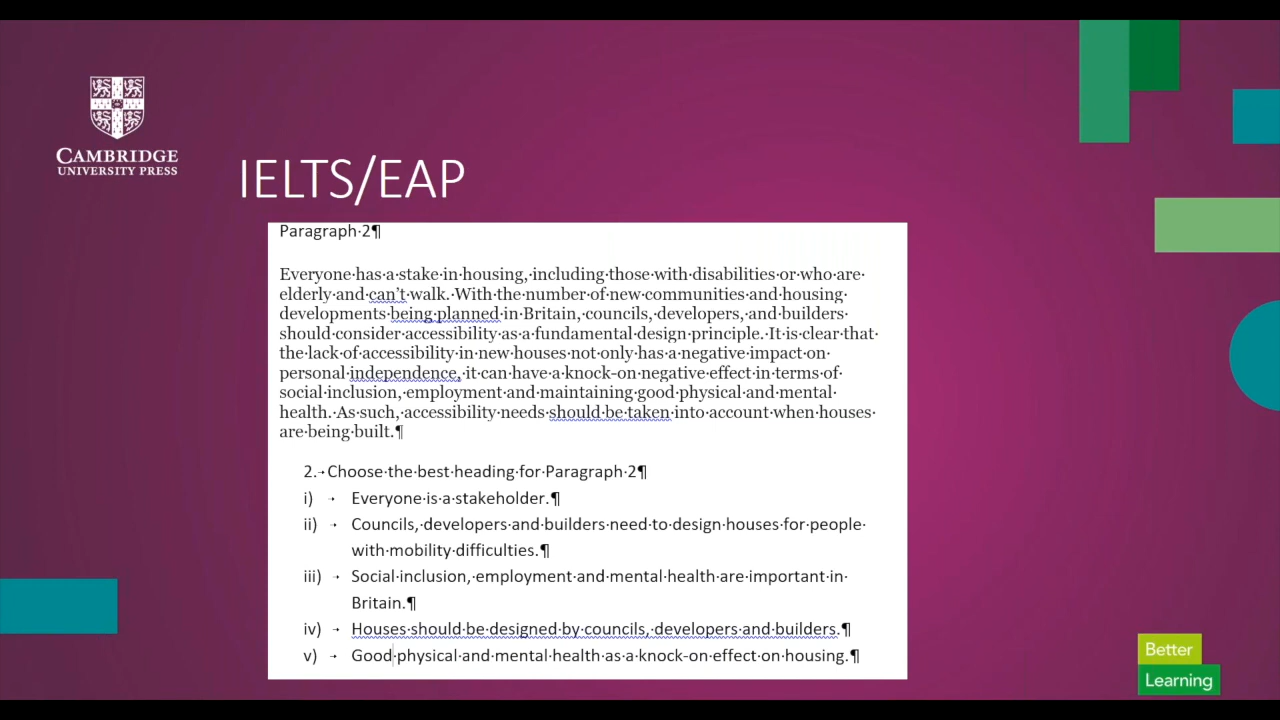 CAMBRIDGE
UNIVERSITY PRESS
IELTS/EAP
Paragraph·2¶
Everyone·has·a·stake·in·housing,·including·those·with·disabilities·or·who·are·
elderly·and·can't·walk.·With·the·number·of·new·communities·and·housing·
developments·being·planned·in·Britain,·councils,·developers,·and·builders·
should·consider·accessibility·as·a·fundamental·design·principle.·It·is·clear·that·
the·lack·of·accessibility·in·new·houses·not·only·has·a·negative·impact·on·
personal·independence,·it·can·have·a·knock-on·negative·effect·in·terms·of·
social·inclusion,·employment·and·maintaining·good·physical·and·mental·
health.·As·such,·accessibility·needs·should·be·taken·into·account·when·houses·
are·being·built.¶
2.→Choose·the·best·heading·for·Paragraph·2¶
i) → Everyone·is·a·stakeholder.¶
ii) → Councils,·developers·and·builders·need·to·design·houses·for·people·
with·mobility·difficulties.¶
iii) → Social·inclusion,·employment·and·mental·health·are·important·in·
Britain.¶
iv) → Houses·should·be·designed·by·councils,·developers·and·builders.¶
v) → Good·physical·and·mental·health·as·a·knock-on·effect·on·housing.¶
Better
Learning